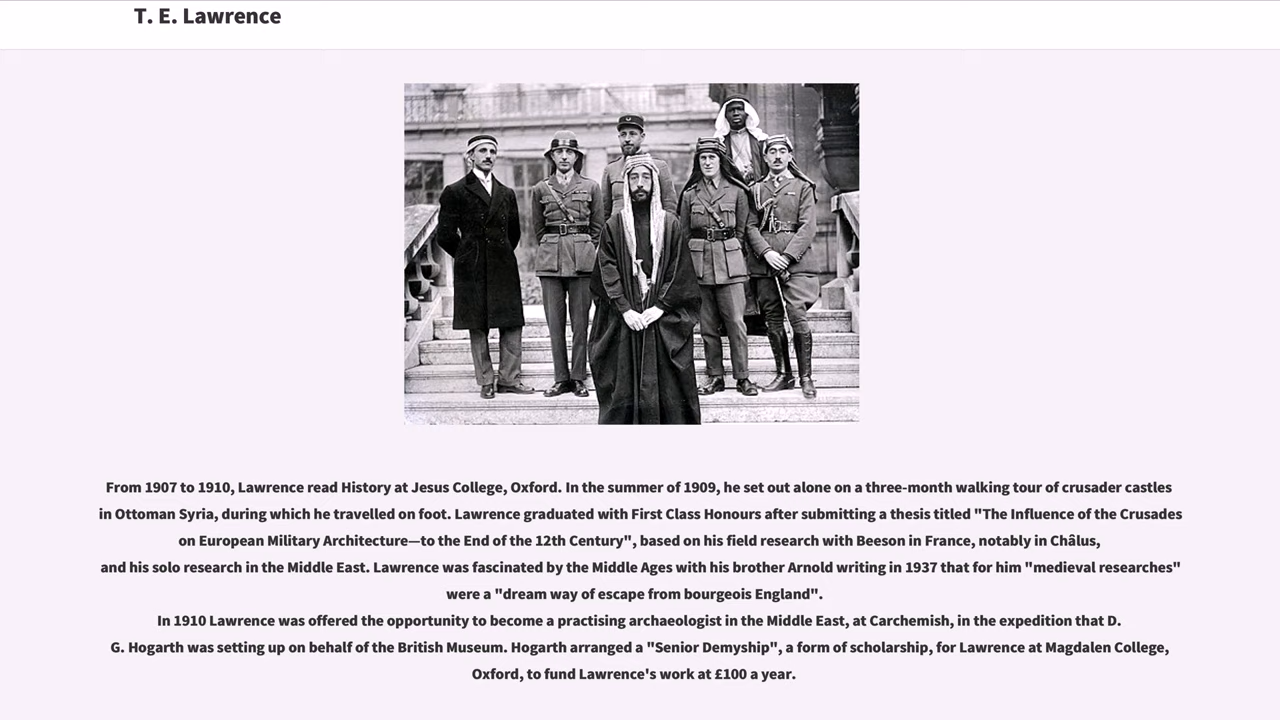 T. E. Lawrence
From 1907 to 1910, Lawrence read History at Jesus College, Oxford. In the summer of 1909, he set out alone on a three-month walking tour of crusader castles
in Ottoman Syria, during which he travelled on foot. Lawrence graduated with First Class Honours after submitting a thesis titled "The Influence of the Crusades
on European Military Architecture—to the End of the 12th Century", based on his field research with Beeson in France, notably in Châlus,
and his solo research in the Middle East. Lawrence was fascinated by the Middle Ages with his brother Arnold writing in 1937 that for him "medieval researches"
were a "dream way of escape from bourgeois England".
In 1910 Lawrence was offered the opportunity to become a practising archaeologist in the Middle East, at Carchemish, in the expedition that D.
G. Hogarth was setting up on behalf of the British Museum. Hogarth arranged a "Senior Demyship", a form of scholarship, for Lawrence at Magdalen College,
Oxford, to fund Lawrence's work at £100 a year.